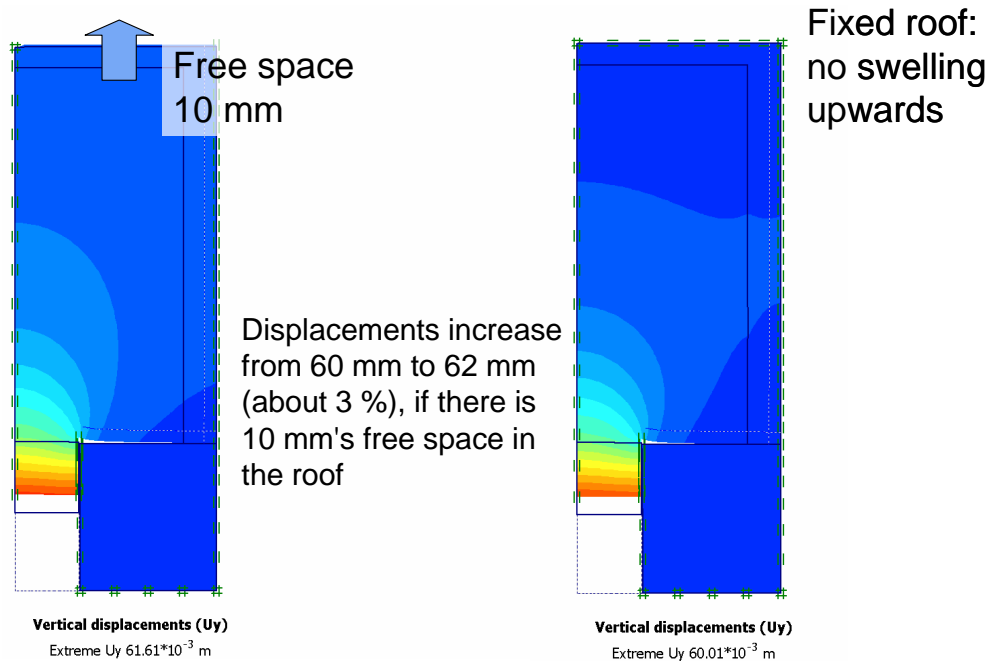 Free space
10 mm
Fixed roof:
no swelling
upwards
Displacements increase
from 60 mm to 62 mm
(about 3 %), if there is
10 mm's free space in
the roof
Vertical displacements (Uy)
Extreme Uy 61.61*10⁻³ m
Vertical displacements (Uy)
Extreme Uy 60.01*10⁻³ m